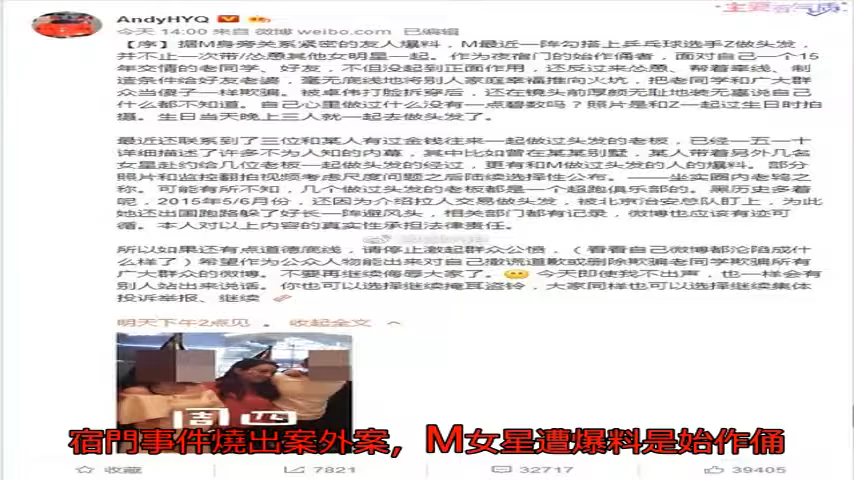 主要看气质
AndyHYQ
今天 14:00 来自 微博 weibo.com 已编辑
【序】据M身旁关系紧密的友人爆料，M最近一阵勾搭上乒乓球选手Z做头发，
并不止一次带/怂恿其他女明星一起。作为夜宿门的始作俑者，面对自己一个15
年交情的老同学、好友，不但没起到正面作用，还反过来怂恿、帮着牵线、制
造条件给好友老婆，毫无底线地将别人家庭幸福推向火坑，把老同学和广大群
众当傻子一样欺骗。被卓伟打脸拆穿后，还在镜头前厚颜无耻地装无辜说自己
什么都不知道。自己心里做过什么没有一点碧数吗？照片是和Z一起过生日时拍
摄。生日当天晚上三人就一起去做头发了。
最近还联系到了三位和某人有过金钱往来一起做头发的老板，已经一五一十
详细描述了许多不为人知的内幕，其中比如曾在某某别墅，某人带着另外几名
女星赴约给几位老板一起做头发的经过，更有和M做过头发的人的爆料。部分
照片和监控翻拍视频考虑尺度问题之后陆续选择性公布。——坐实圈内老鸨之
称。可能有所不知，几个做过头发的老板都是一个超跑俱乐部的。黑历史多着
呢，2015年5/6月份，还因为介绍拉人交易做头发，被北京治安总队盯上，为此
她还出国跑路躲了好长一阵避风头，相关部门都有记录，微博也应该有迹可
循。本人对以上内容的真实性承担法律责任。
所以如果还有点道德底线，请停止激起群众公愤，（看看自己微博都沦陷成什
么样了）希望作为公众人物能出来对自己撒谎道歉或删除欺骗老同学欺骗所有
广大群众的微博。不要再继续侮辱大家了。今天即使我不出声，也一样会有
别人站出来说话。你也可以选择继续掩耳盗铃，大家同样也可以选择继续集体
投诉举报、继续
明天下午2点见 。 收起全文
宿門事件燒出案外案，M女星遭爆料是始作俑
收藏 7821 32717 39405